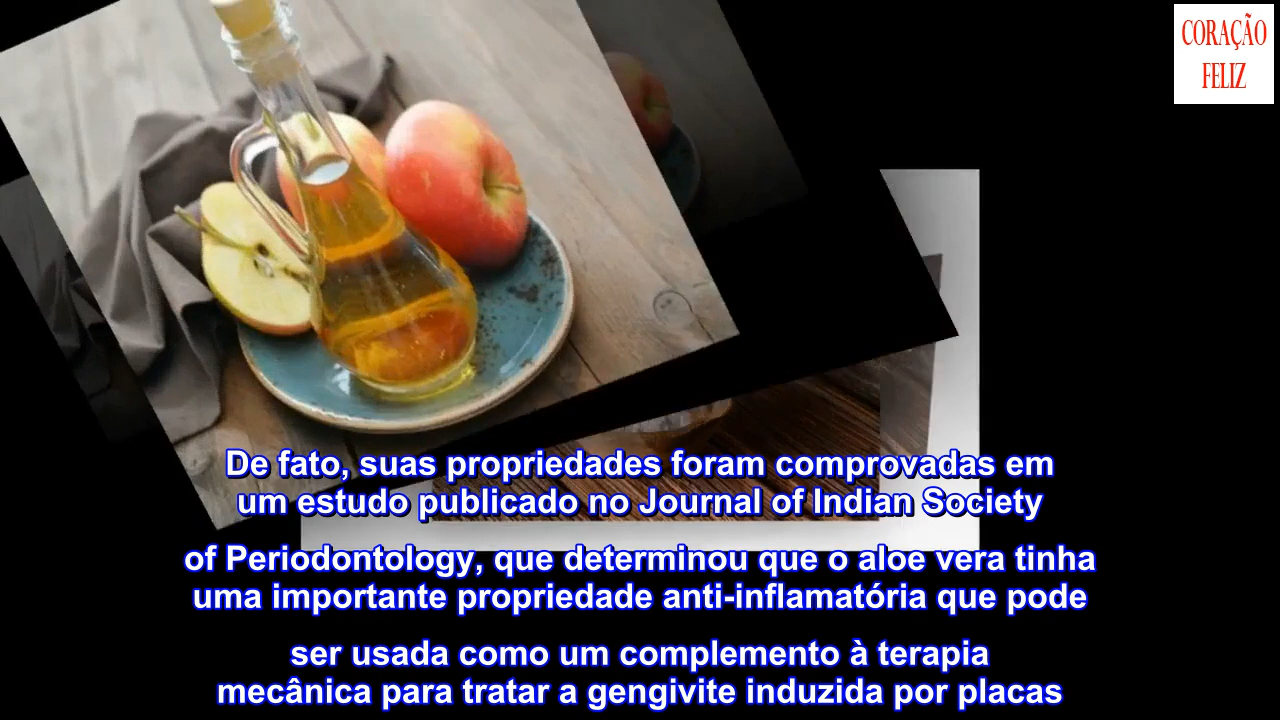 CORAÇÃO
FELIZ
De fato, suas propriedades foram comprovadas em
um estudo publicado no Journal of Indian Society
of Periodontology, que determinou que o aloe vera tinha
uma importante propriedade anti-inflamatória que pode
ser usada como um complemento à terapia
mecânica para tratar a gengivite induzida por placas